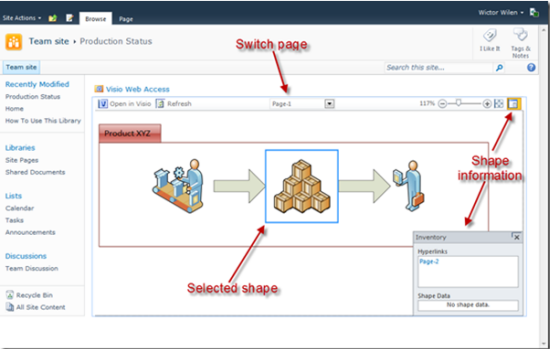 Site Actions
Browse
Page
Wictor Wilen
Team site ▸ Production Status
I Like It
Tags & Notes
Team site
Search this site...
Recently Modified
Production Status
Home
How To Use This Library
Libraries
Site Pages
Shared Documents
Lists
Calendar
Tasks
Announcements
Discussions
Team Discussion
Recycle Bin
All Site Content
Switch page
Visio Web Access
Open in Visio
Refresh
Page-1
117%
Product XYZ
Shape information
Selected shape
Inventory
Hyperlinks
Page-2
Shape Data
No shape data.